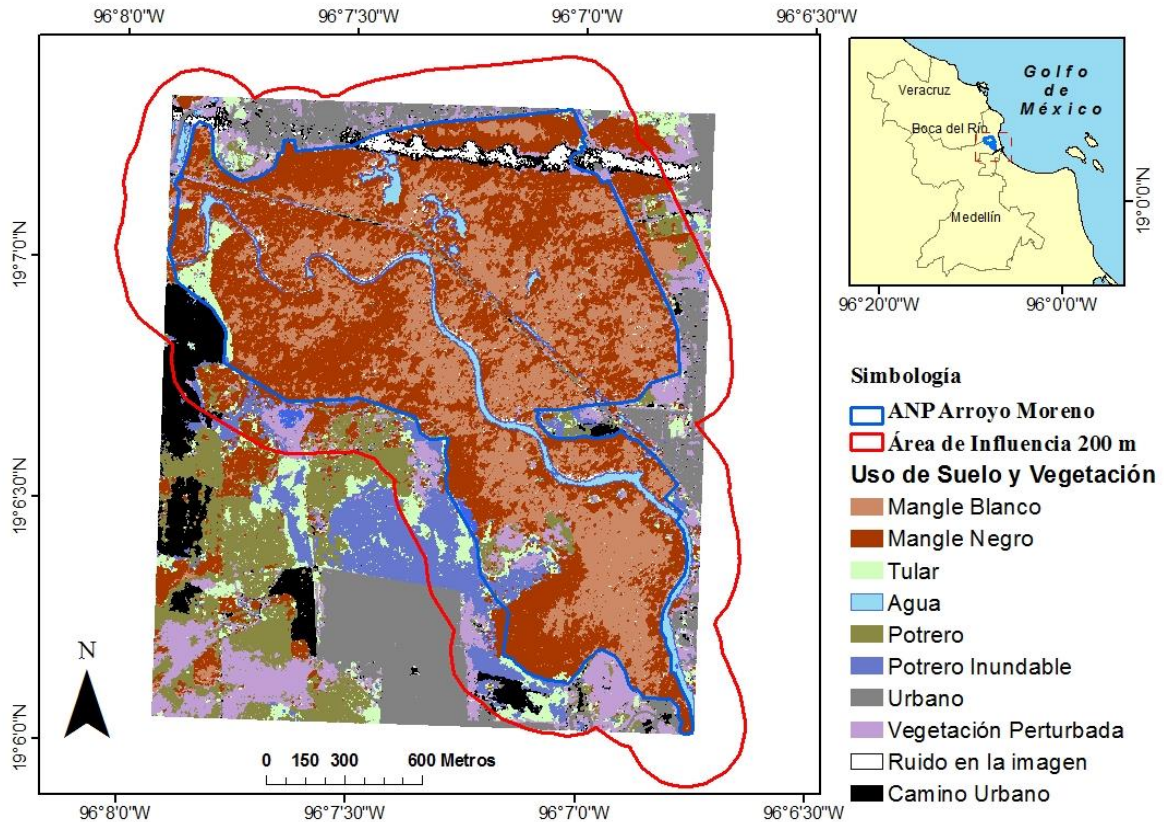 96°8'0"W 96°7'30"W 96°7'0"W 96°6'30"W
19°7'0"N
19°6'30"N
19°6'0"N
N
0 150 300 600 Metros
96°8'0"W 96°7'30"W 96°7'0"W 96°6'30"W
Golfo
de
México
Veracruz
Boca del Río
Medellín
19°0'0"N
96°20'0"W 96°0'0"W
Simbología
ANP Arroyo Moreno
Área de Influencia 200 m
Uso de Suelo y Vegetación
Mangle Blanco
Mangle Negro
Tular
Agua
Potrero
Potrero Inundable
Urbano
Vegetación Perturbada
Ruido en la imagen
Camino Urbano